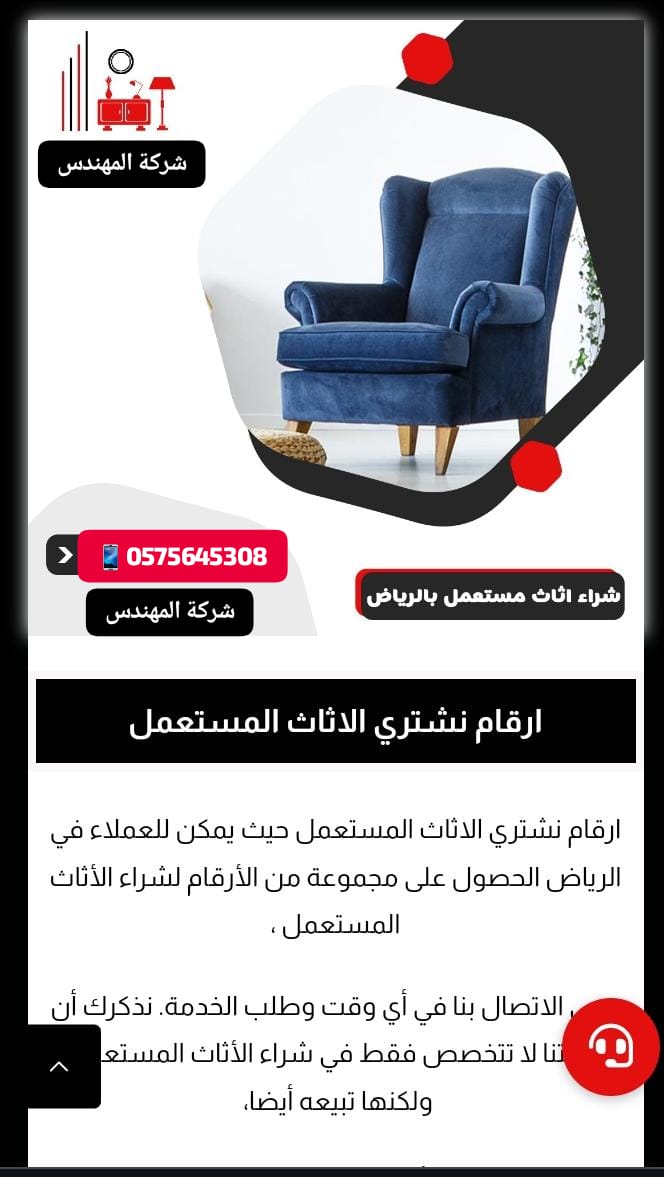 شركة المهندس
0575645308
شركة المهندس
شراء اثاث مستعمل بالرياض
ارقام نشتري الاثاث المستعمل
ارقام نشتري الاثاث المستعمل حيث يمكن للعملاء في
الرياض الحصول على مجموعة من الأرقام لشراء الأثاث
المستعمل ،
الاتصال بنا في أي وقت وطلب الخدمة. نذكرك أن
لا تتخصص فقط في شراء الأثاث
ولكنها تبيعه أيضا،